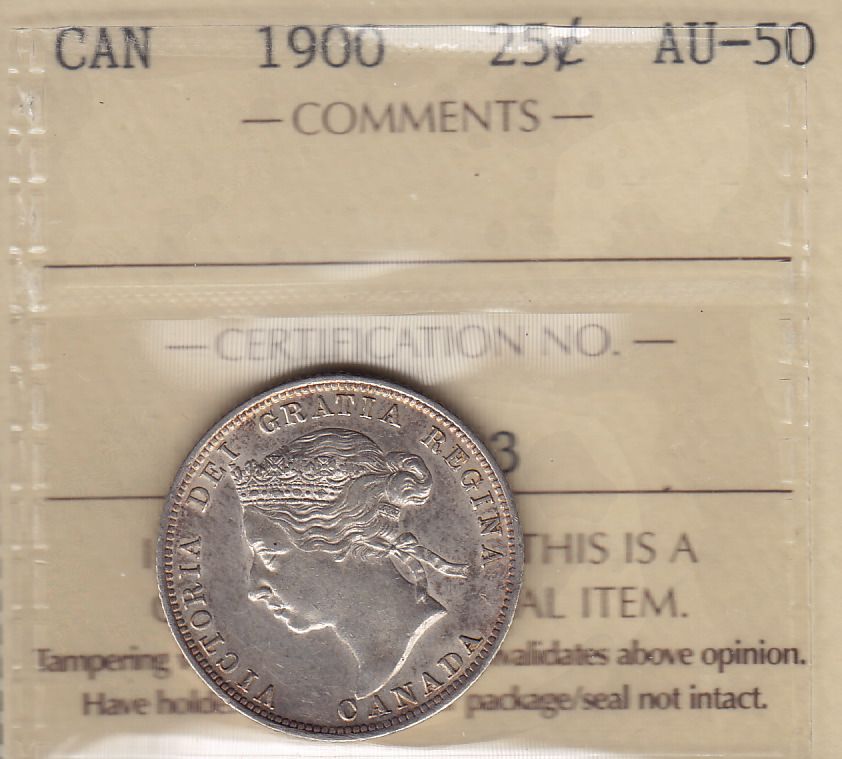 CAN 1900 25¢ AU-50
— COMMENTS —
— CERTIFICATION NO. —
3
VICTORIA DEI GRATIA REGINA
CANADA
THIS IS A
AL ITEM.
Tampering validates above opinion.
Have holde package/seal not intact.